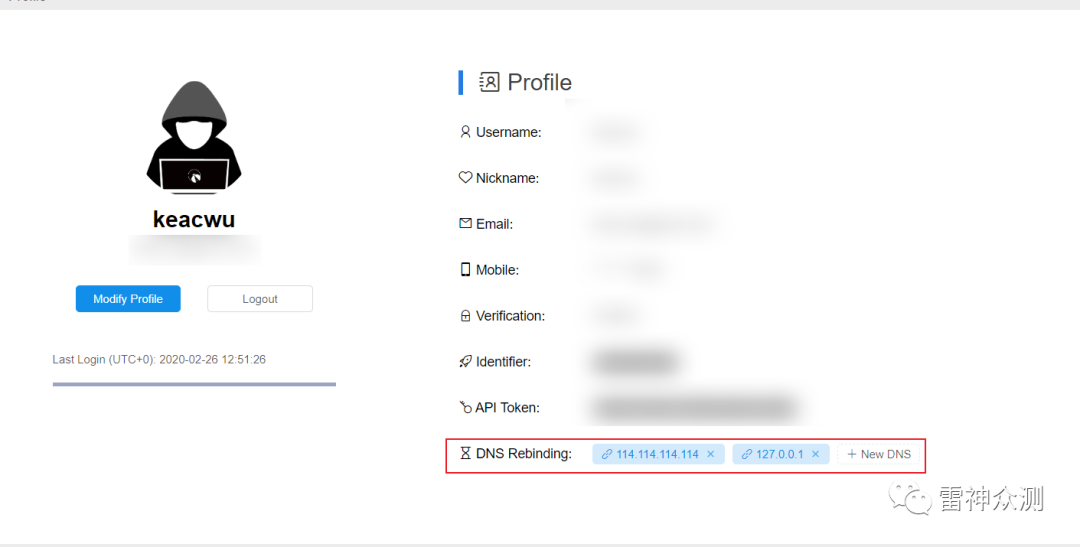 keacwu
Modify Profile
Logout
Last Login (UTC+0): 2020-02-26 12:51:26
Profile
Username:
Nickname:
Email:
Mobile:
Verification:
Identifier:
API Token:
DNS Rebinding: 114.114.114.114 × 127.0.0.1 × + New DNS
雷神众测